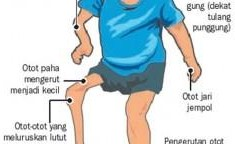 gung (dekat
tulang
punggung)
Otot paha
mengerut
menjadi kecil
Otot jari
jempol
Otot-otot yang
meluruskan lutut
Pengerutan otot